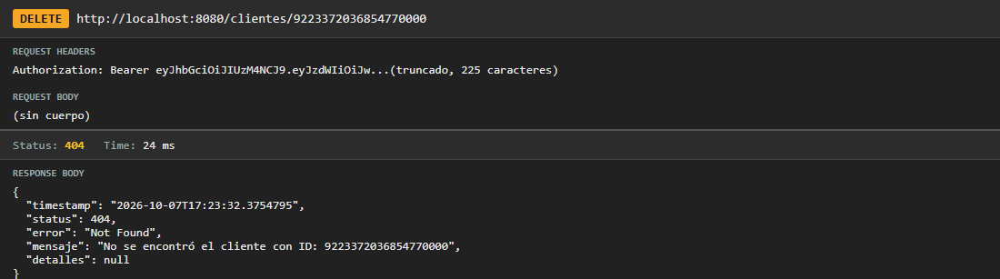 DELETE http://localhost:8080/clientes/9223372036854770000
REQUEST HEADERS
Authorization: Bearer eyJhbGciOiJIUzM4NCJ9.eyJzdWIiOiJw...(truncado, 225 caracteres)
REQUEST BODY
(sin cuerpo)
Status: 404 Time: 24 ms
RESPONSE BODY
{
"timestamp": "2026-10-07T17:23:32.3754795",
"status": 404,
"error": "Not Found",
"mensaje": "No se encontró el cliente con ID: 9223372036854770000",
"detalles": null
}